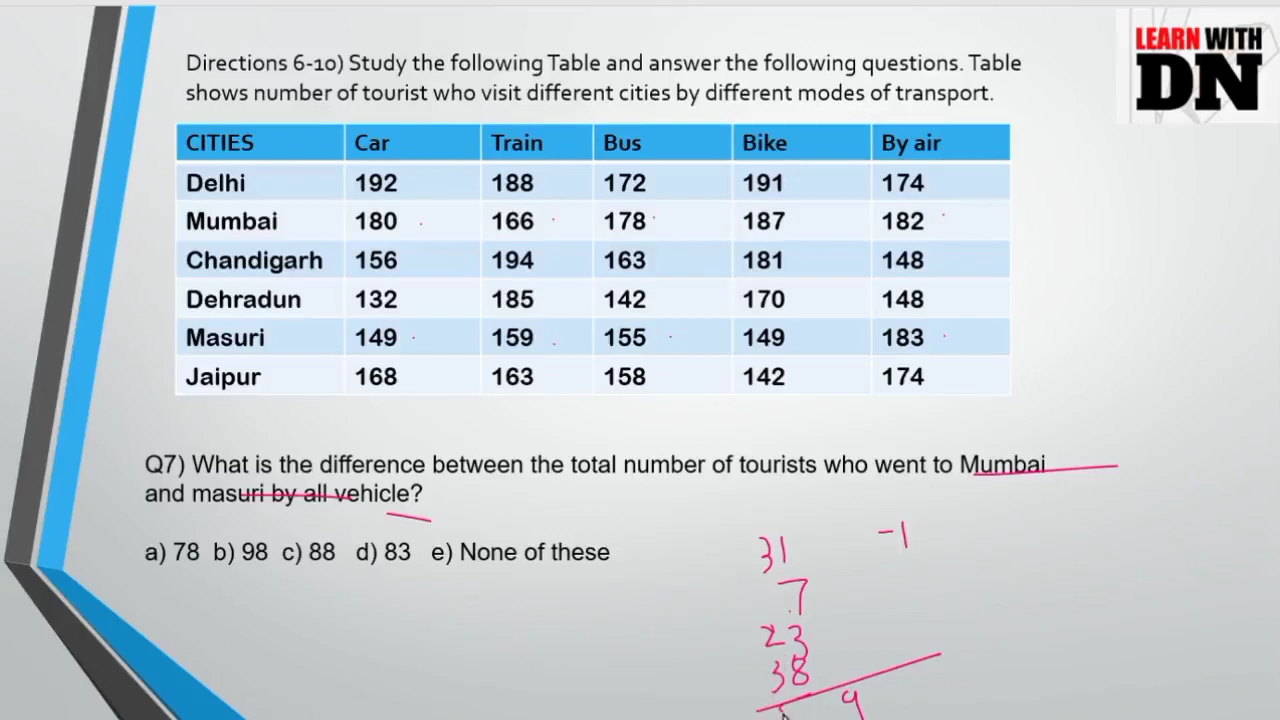 LEARN WITH
DN
Directions 6-10) Study the following Table and answer the following questions. Table
shows number of tourist who visit different cities by different modes of transport.
CITIES Car Train Bus Bike By air
Delhi 192 188 172 191 174
Mumbai 180 166 178 187 182
Chandigarh 156 194 163 181 148
Dehradun 132 185 142 170 148
Masuri 149 159 155 149 183
Jaipur 168 163 158 142 174
Q7) What is the difference between the total number of tourists who went to Mumbai
and masuri by all vehicle?
a) 78 b) 98 c) 88 d) 83 e) None of these
31 -1
7
23
38
9